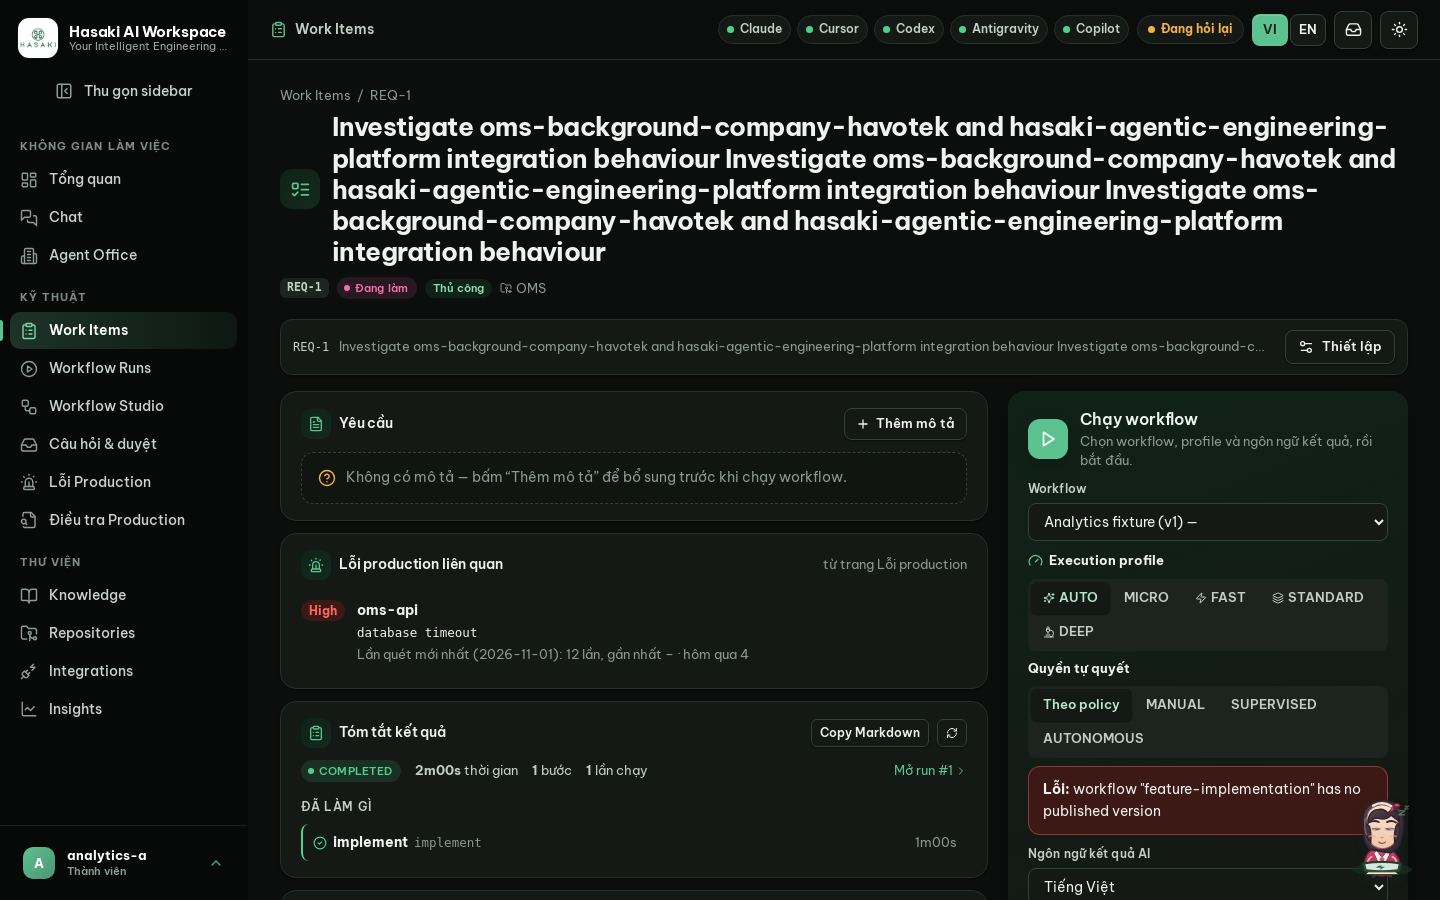 HASAKI
Hasaki AI Workspace
Your Intelligent Engineering ...
Thu gọn sidebar
KHÔNG GIAN LÀM VIỆC
Tổng quan
Chat
Agent Office
KỸ THUẬT
Work Items
Workflow Runs
Workflow Studio
Câu hỏi & duyệt
Lỗi Production
Điều tra Production
THƯ VIỆN
Knowledge
Repositories
Integrations
Insights
A
analytics-a
Thành viên
Work Items
Claude
Cursor
Codex
Antigravity
Copilot
Đang hỏi lại
VI
EN
Work Items / REQ-1
Investigate oms-background-company-havotek and hasaki-agentic-engineering-
platform integration behaviour Investigate oms-background-company-havotek and
hasaki-agentic-engineering-platform integration behaviour Investigate oms-
background-company-havotek and hasaki-agentic-engineering-platform
integration behaviour
REQ-1 Đang làm Thủ công OMS
REQ-1 Investigate oms-background-company-havotek and hasaki-agentic-engineering-platform integration behaviour Investigate oms-background-c...
Thiết lập
Yêu cầu
Thêm mô tả
Không có mô tả — bấm “Thêm mô tả” để bổ sung trước khi chạy workflow.
Lỗi production liên quan
từ trang Lỗi production
High
oms-api
database timeout
Lần quét mới nhất (2026-11-01): 12 lần, gần nhất – · hôm qua 4
Tóm tắt kết quả
Copy Markdown
COMPLETED 2m00s thời gian 1 bước 1 lần chạy
Mở run #1
ĐÃ LÀM GÌ
implement implement
1m00s
Chạy workflow
Chọn workflow, profile và ngôn ngữ kết quả, rồi
bắt đầu.
Workflow
Analytics fixture (v1) —
Execution profile
AUTO MICRO FAST STANDARD
DEEP
Quyền tự quyết
Theo policy MANUAL SUPERVISED
AUTONOMOUS
Lỗi: workflow "feature-implementation" has no
published version
Ngôn ngữ kết quả AI
Tiếng Việt